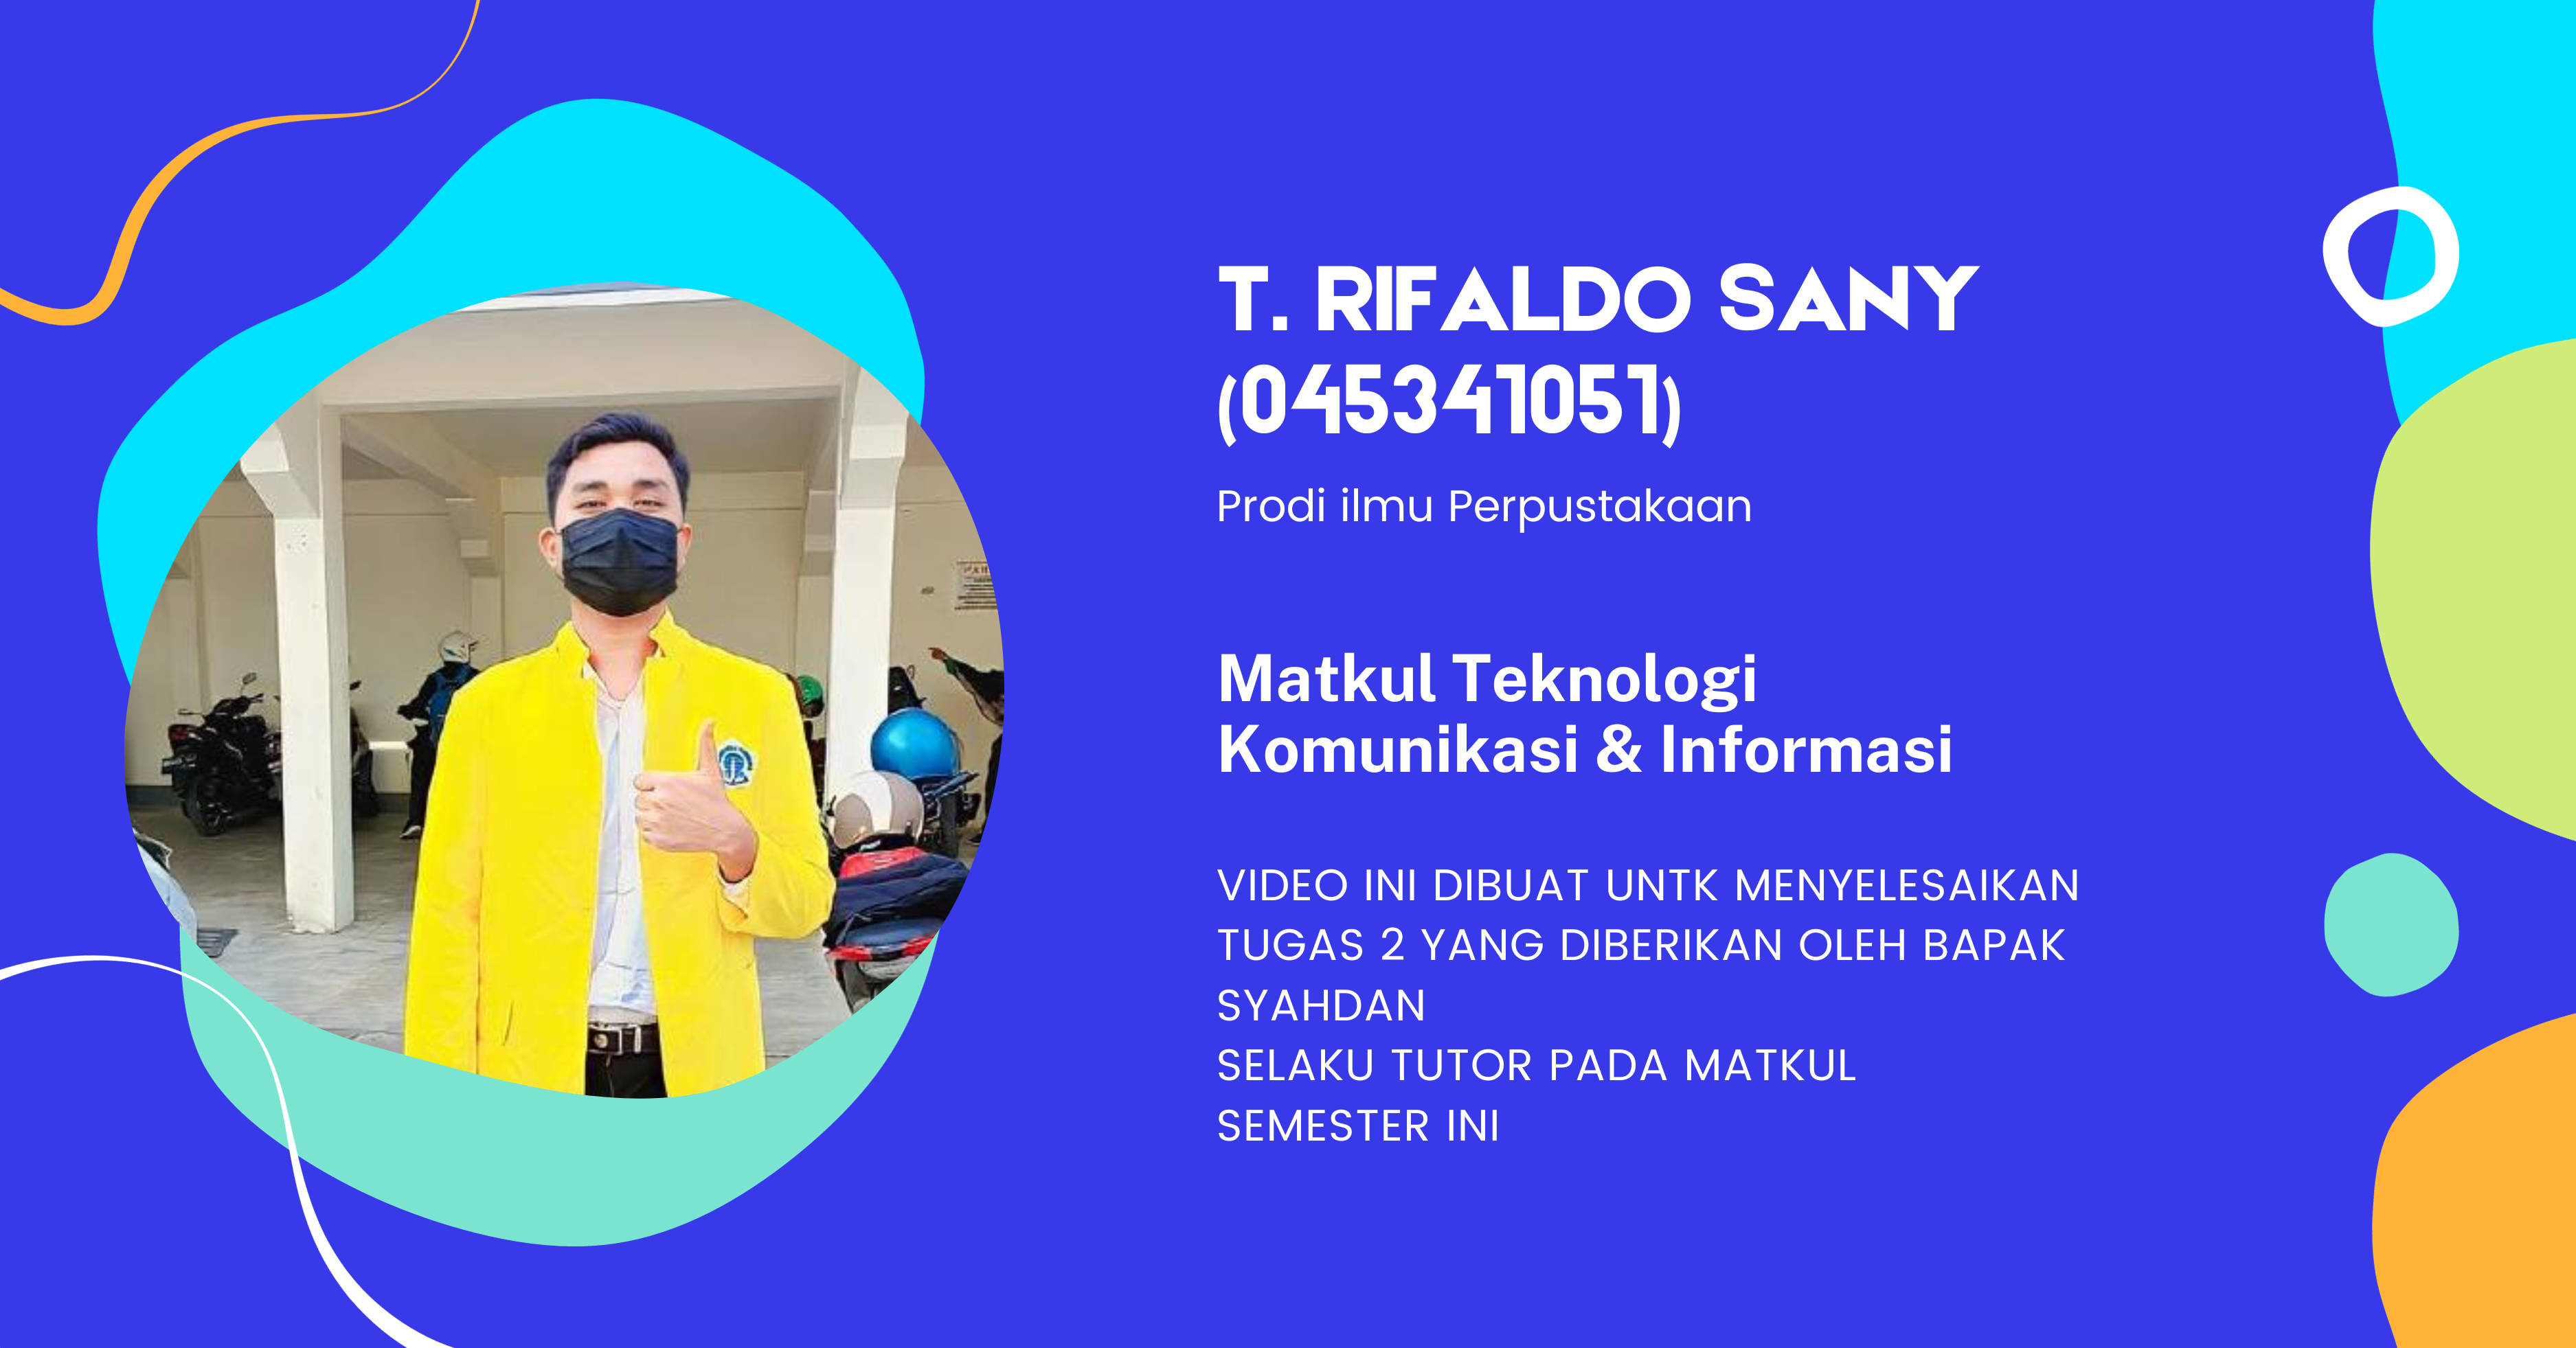 T. RIFALDO SANY
(045341051)
Prodi ilmu Perpustakaan
Matkul Teknologi
Komunikasi & Informasi
VIDEO INI DIBUAT UNTK MENYELESAIKAN
TUGAS 2 YANG DIBERIKAN OLEH BAPAK
SYAHDAN
SELAKU TUTOR PADA MATKUL
SEMESTER INI